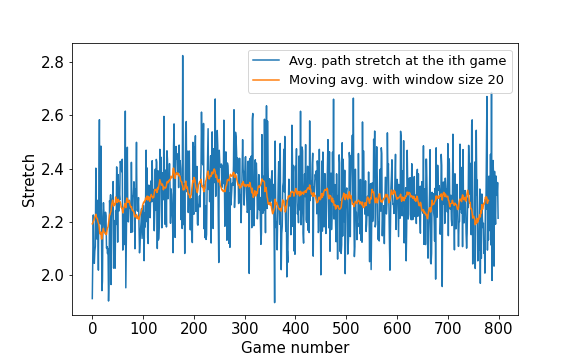 Avg. path stretch at the ith game
Moving avg. with window size 20
2.8
2.6
2.4
2.2
2.0
Stretch
0 100 200 300 400 500 600 700 800
Game number